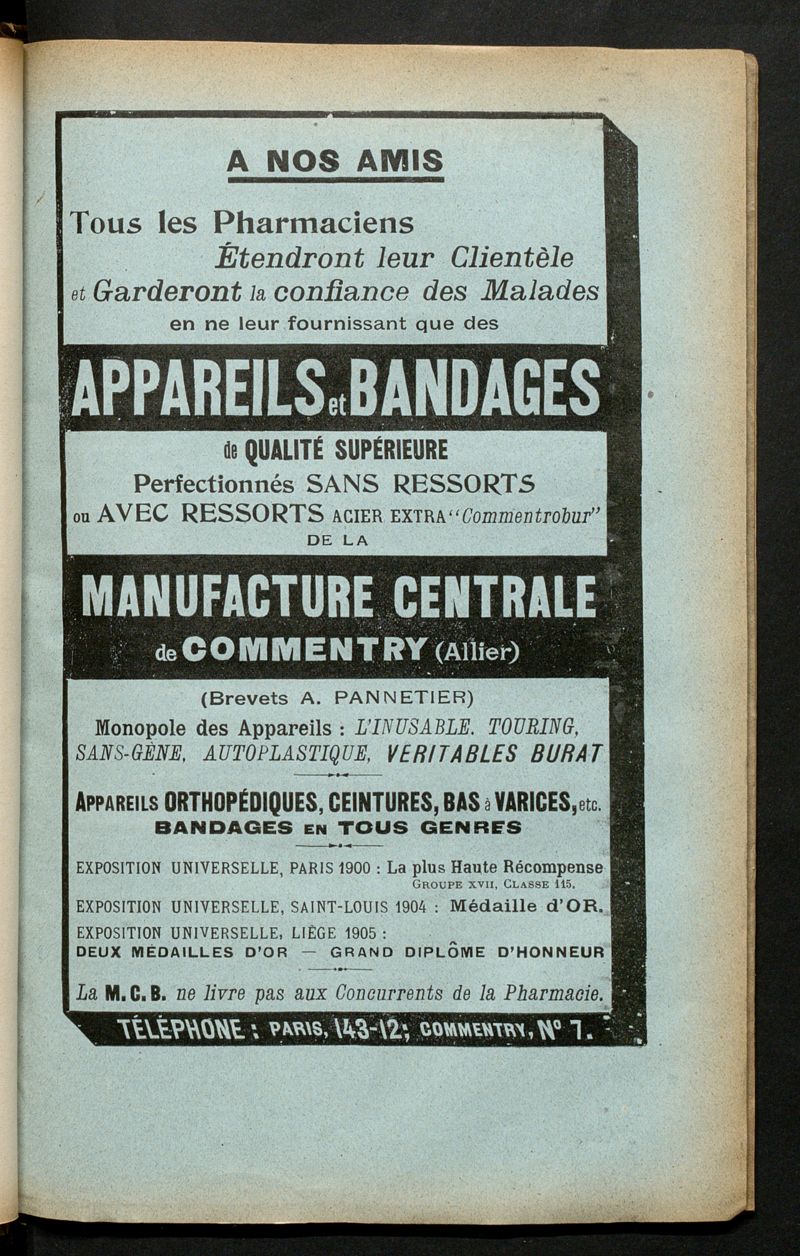 A NOS AMIS
Tous les Pharmaciens
Étendront leur Clientèle
et Garderont la confiance des Malades
en ne leur fournissant que des
APPAREILS et BANDAGES
de QUALITÉ SUPÉRIEURE
Perfectionnés SANS RESSORTS
ou AVEC RESSORTS ACIER EXTRA "Commentrobur"
DE LA
MANUFACTURE CENTRALE
de COMMENTRY (Allier)
(Brevets A. PANNETIER)
Monopole des Appareils : L'INUSABLE. TOURING,
SANS-GÈNE, AUTOPLASTIQUE, VERITABLES BURAT
APPAREILS ORTHOPÉDIQUES, CEINTURES, BAS à VARICES, etc.
BANDAGES EN TOUS GENRES
EXPOSITION UNIVERSELLE, PARIS 1900 : La plus Haute Récompense
GROUPE XVII, CLASSE 115.
EXPOSITION UNIVERSELLE, SAINT-LOUIS 1904 : Médaille d'OR.
EXPOSITION UNIVERSELLE, LIÈGE 1905 :
DEUX MÉDAILLES D'OR — GRAND DIPLÔME D'HONNEUR
La M.C.B. ne livre pas aux Concurrents de la Pharmacie.
TÉLÉPHONE : PARIS, 143-12; COMMENTRY, Nº 7.